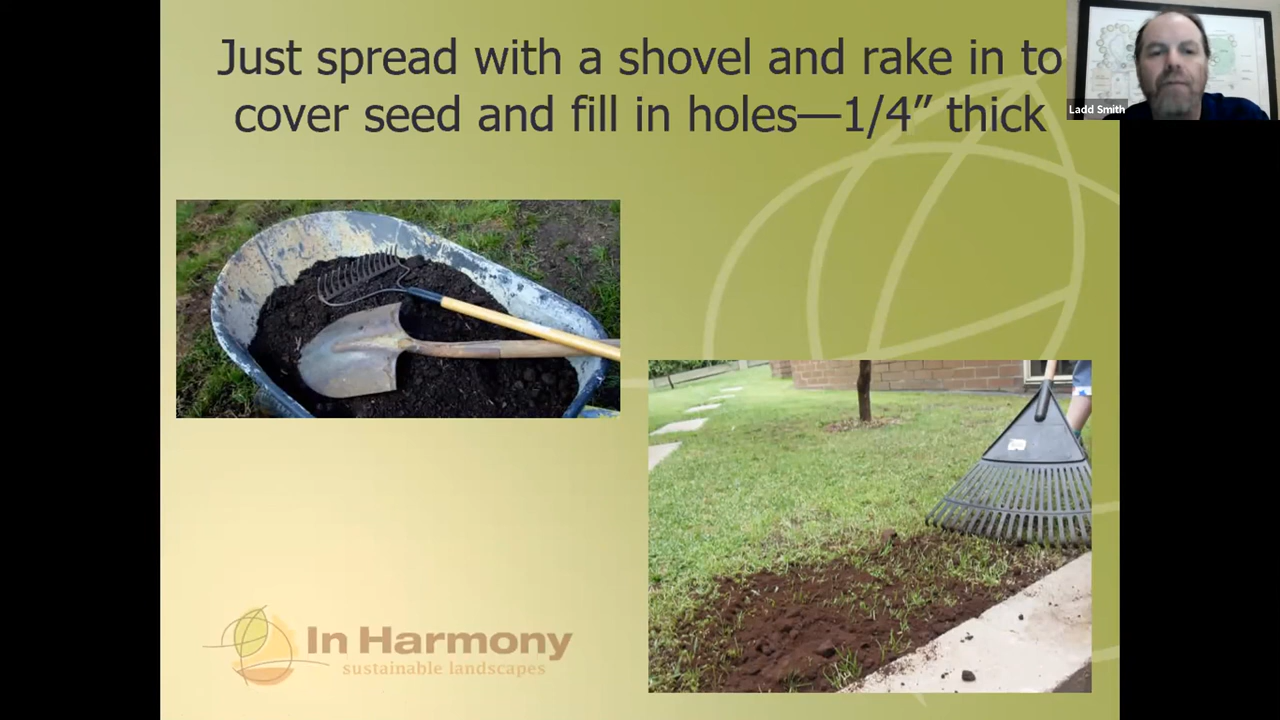 Just spread with a shovel and rake in to
cover seed and fill in holes—1/4” thick
Ladd Smith
In Harmony
sustainable landscapes